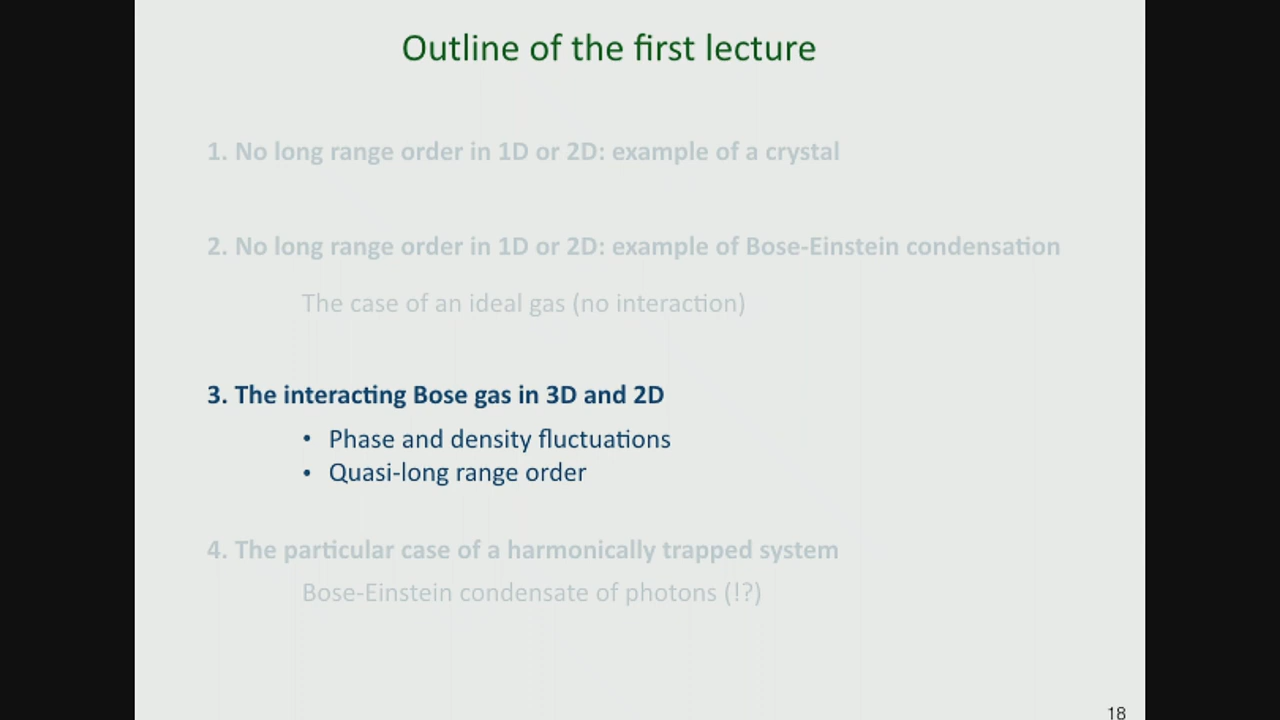 Outline of the first lecture
1. No long range order in 1D or 2D: example of a crystal
2. No long range order in 1D or 2D: example of Bose-Einstein condensation
The case of an ideal gas (no interaction)
3. The interacting Bose gas in 3D and 2D
• Phase and density fluctuations
• Quasi-long range order
4. The particular case of a harmonically trapped system
Bose-Einstein condensate of photons (!?)
18